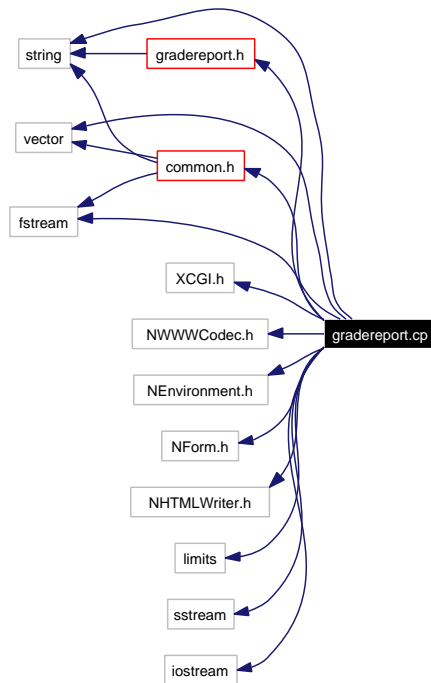 string
gradereport.h
vector
common.h
fstream
XCGI.h
gradereport.cp
NWWWCodec.h
NEnvironment.h
NForm.h
NHTMLWriter.h
limits
sstream
iostream